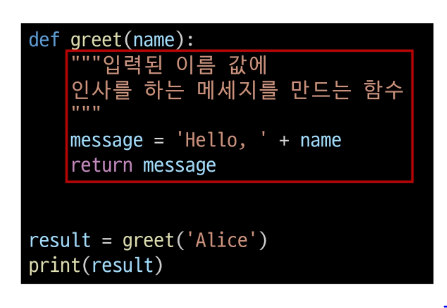 def greet(name):
    """입력된 이름 값에
    인사를 하는 메세지를 만드는 함수
    """
    message = 'Hello, ' + name
    return message
result = greet('Alice')
print(result)